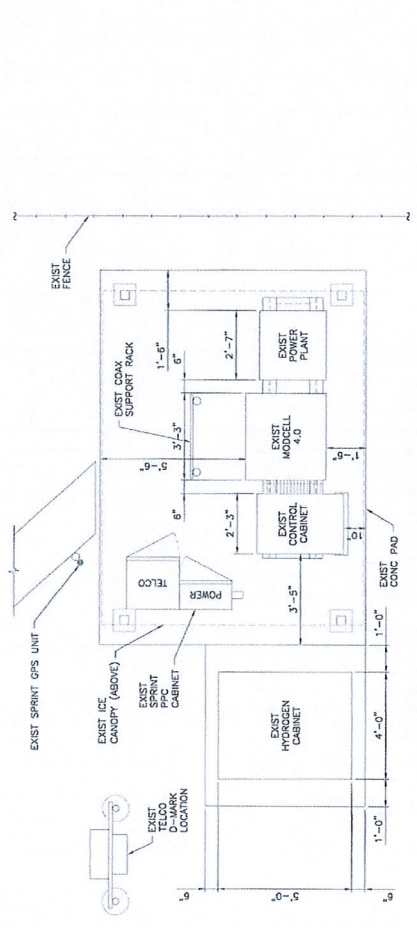 EXIST
FENCE
EXIST COAX
SUPPORT RACK
EXIST SPRINT GPS UNIT
EXIST ICE
CANOPY (ABOVE)
EXIST
SPRINT
PPC
CABINET
EXIST
TELCO
D-MARK
LOCATION
TELCO
POWER
EXIST
POWER
PLANT
EXIST
MODCELL
4.0
EXIST
CONTROL
CABINET
EXIST
HYDROGEN
CABINET
EXIST
CONC PAD
1'-6"
6"
2'-7"
3'-3"
5'-6"
6"
2'-3"
3'-5"
1'-6"
10"
1'-0"
4'-0"
1'-0"
6"
5'-0"
6"